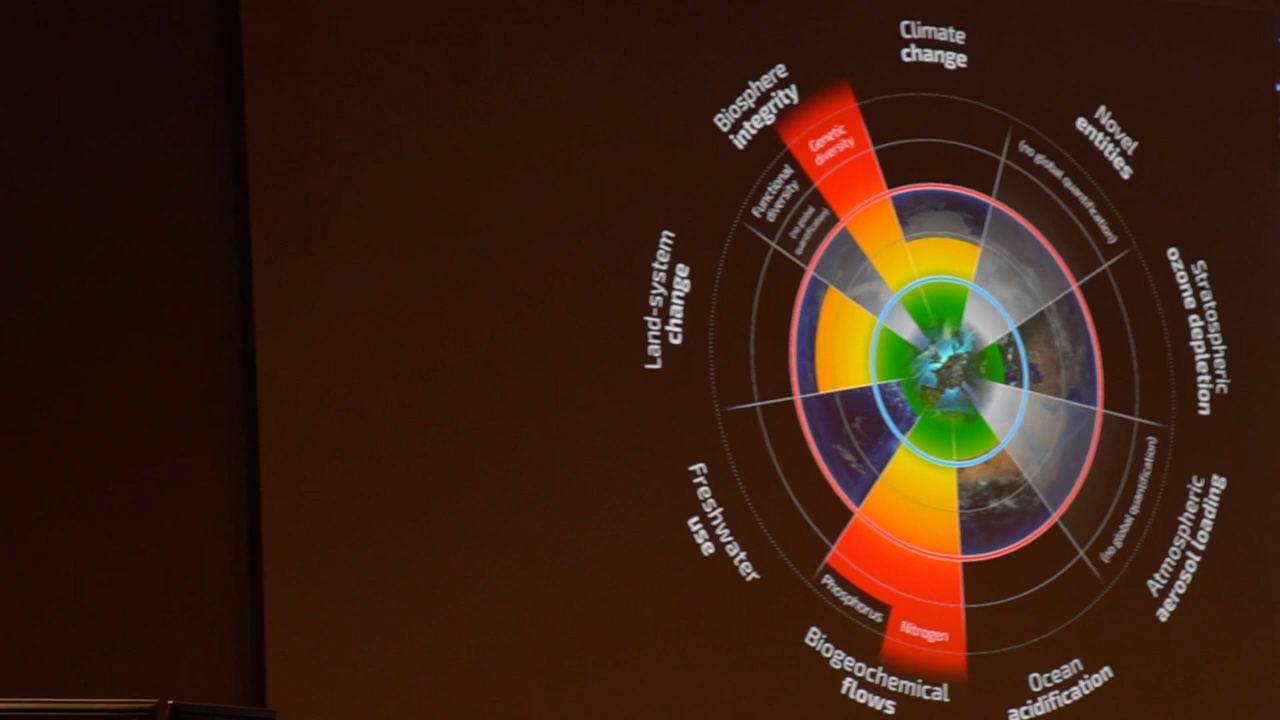 Climate
change
Biosphere
integrity
Genetic
diversity
Functional
diversity
(no global
quantification)
Novel
entities
(no global quantification)
Stratospheric
ozone depletion
Land-system
change
Freshwater
use
Phosphorus
Nitrogen
Biogeochemical
flows
Ocean
acidification
Atmospheric
aerosol loading
(no global quantification)